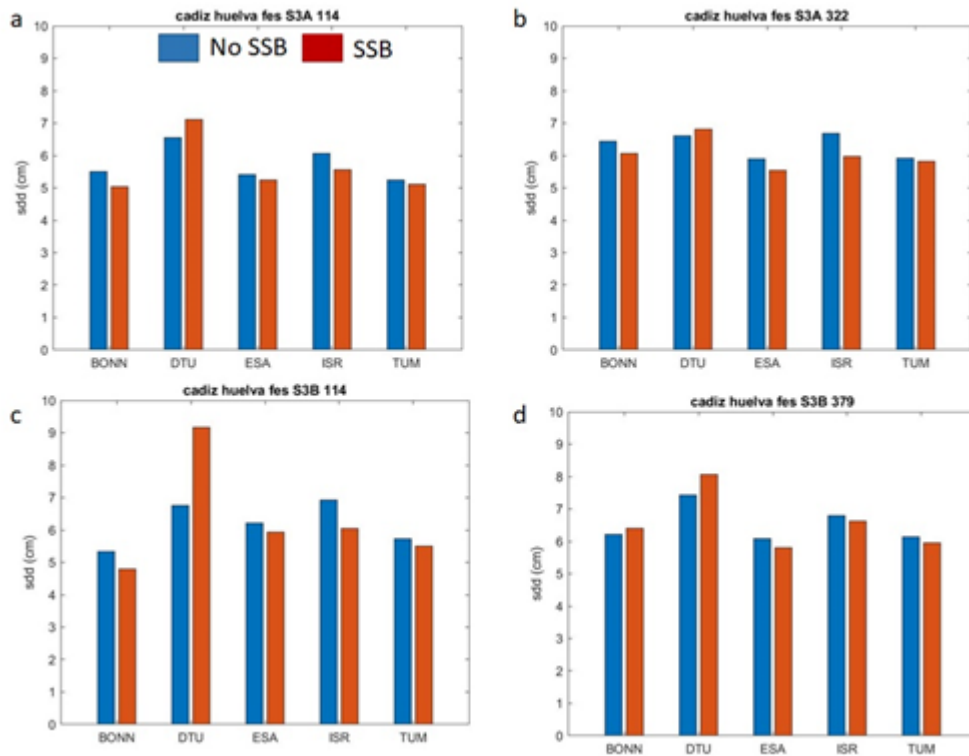 a
cadiz huelva fes S3A 114
No SSB
SSB
10
9
8
7
6
5
4
3
2
1
0
sdd (cm)
BONN DTU ESA ISR TUM
b
cadiz huelva fes S3A 322
10
9
8
7
6
5
4
3
2
1
0
sdd (cm)
BONN DTU ESA ISR TUM
c
cadiz huelva fes S3B 114
10
9
8
7
6
5
4
3
2
1
0
sdd (cm)
BONN DTU ESA ISR TUM
d
cadiz huelva fes S3B 379
10
9
8
7
6
5
4
3
2
1
0
sdd (cm)
BONN DTU ESA ISR TUM